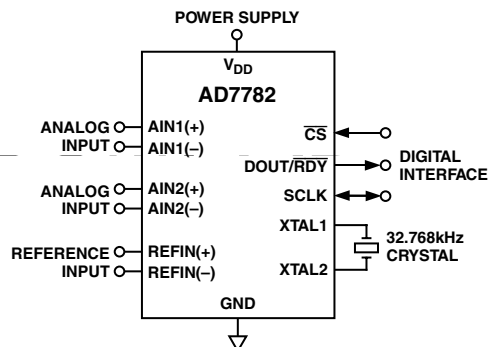 POWER SUPPLY
V_DD
AD7782
ANALOG INPUT
AIN1(+)
AIN1(–)
ANALOG INPUT
AIN2(+)
AIN2(–)
REFERENCE INPUT
REFIN(+)
REFIN(–)
CS
DOUT/RDY
SCLK
DIGITAL INTERFACE
XTAL1
XTAL2
32.768kHz CRYSTAL
GND